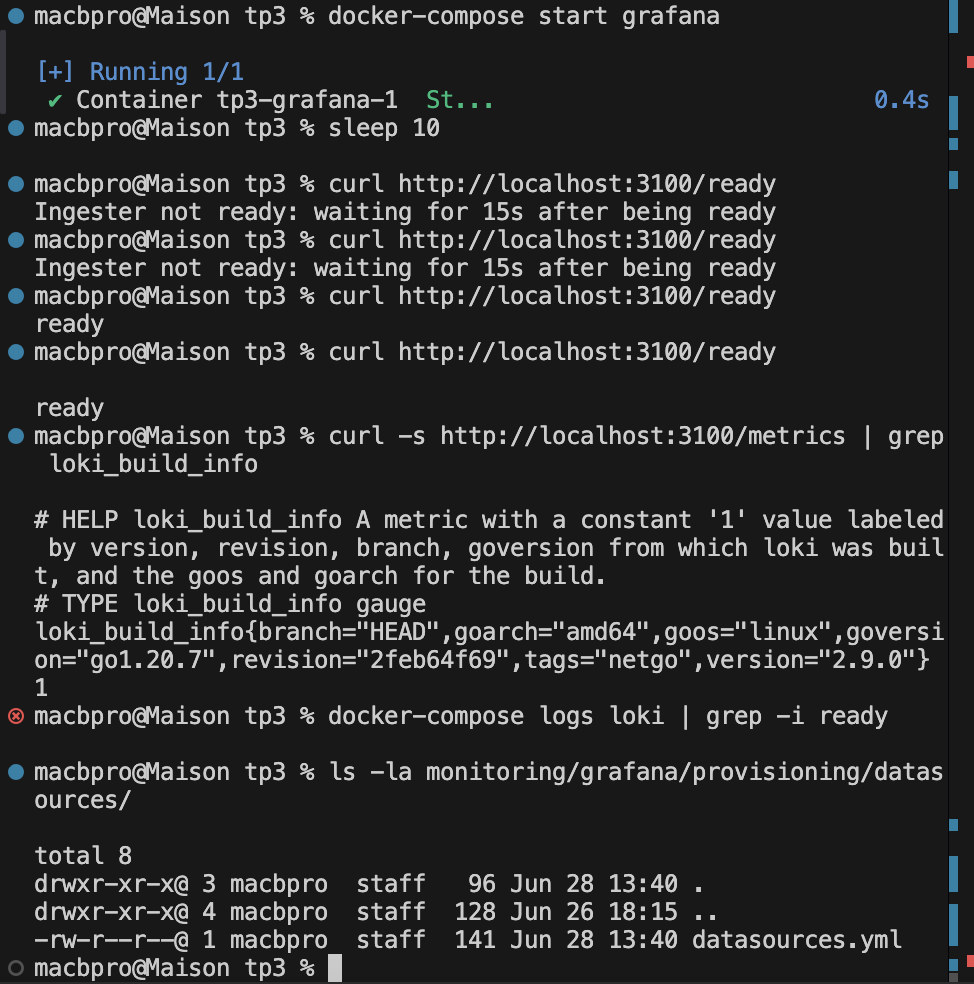 macbpro@Maison tp3 % docker-compose start grafana
[+] Running 1/1
✔ Container tp3-grafana-1  St...  0.4s
macbpro@Maison tp3 % sleep 10
macbpro@Maison tp3 % curl http://localhost:3100/ready
Ingester not ready: waiting for 15s after being ready
macbpro@Maison tp3 % curl http://localhost:3100/ready
Ingester not ready: waiting for 15s after being ready
macbpro@Maison tp3 % curl http://localhost:3100/ready
ready
macbpro@Maison tp3 % curl http://localhost:3100/ready
ready
macbpro@Maison tp3 % curl -s http://localhost:3100/metrics | grep
loki_build_info
# HELP loki_build_info A metric with a constant '1' value labeled
by version, revision, branch, goversion from which loki was buil
t, and the goos and goarch for the build.
# TYPE loki_build_info gauge
loki_build_info{branch="HEAD",goarch="amd64",goos="linux",goversi
on="go1.20.7",revision="2feb64f69",tags="netgo",version="2.9.0"}
1
macbpro@Maison tp3 % docker-compose logs loki | grep -i ready
macbpro@Maison tp3 % ls -la monitoring/grafana/provisioning/datas
ources/
total 8
drwxr-xr-x@ 3 macbpro  staff   96 Jun 28 13:40 .
drwxr-xr-x@ 4 macbpro  staff  128 Jun 26 18:15 ..
-rw-r--r--@ 1 macbpro  staff  141 Jun 28 13:40 datasources.yml
macbpro@Maison tp3 %